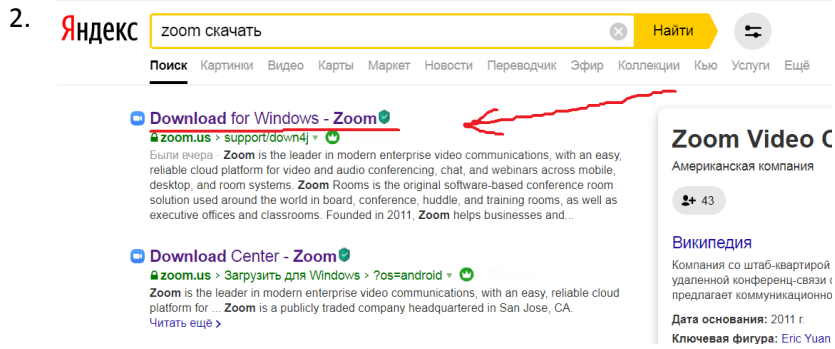 2.
Яндекс
zoom скачать
Найти
Поиск Картинки Видео Карты Маркет Новости Переводчик Эфир Коллекции Кью Услуги Ещё
Download for Windows - Zoom
zoom.us › support/down4j
Были вчера · Zoom is the leader in modern enterprise video communications, with an easy,
reliable cloud platform for video and audio conferencing, chat, and webinars across mobile,
desktop, and room systems. Zoom Rooms is the original software-based conference room
solution used around the world in board, conference, huddle, and training rooms, as well as
executive offices and classrooms. Founded in 2011, Zoom helps businesses and...
Download Center - Zoom
zoom.us › Загрузить для Windows › ?os=android
Zoom is the leader in modern enterprise video communications, with an easy, reliable cloud
platform for ... Zoom is a publicly traded company headquartered in San Jose, CA.
Читать ещё ›
Zoom Video C
Американская компания
43
Википедия
Компания со штаб-квартирой
удаленной конференц-связи с
предлагает коммуникационно
Дата основания: 2011 г.
Ключевая фигура: Eric Yuan